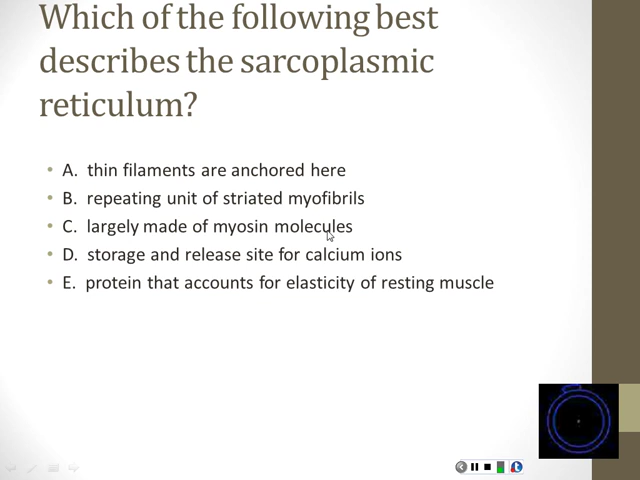 Which of the following best
describes the sarcoplasmic
reticulum?
• A. thin filaments are anchored here
• B. repeating unit of striated myofibrils
• C. largely made of myosin molecules
• D. storage and release site for calcium ions
• E. protein that accounts for elasticity of resting muscle